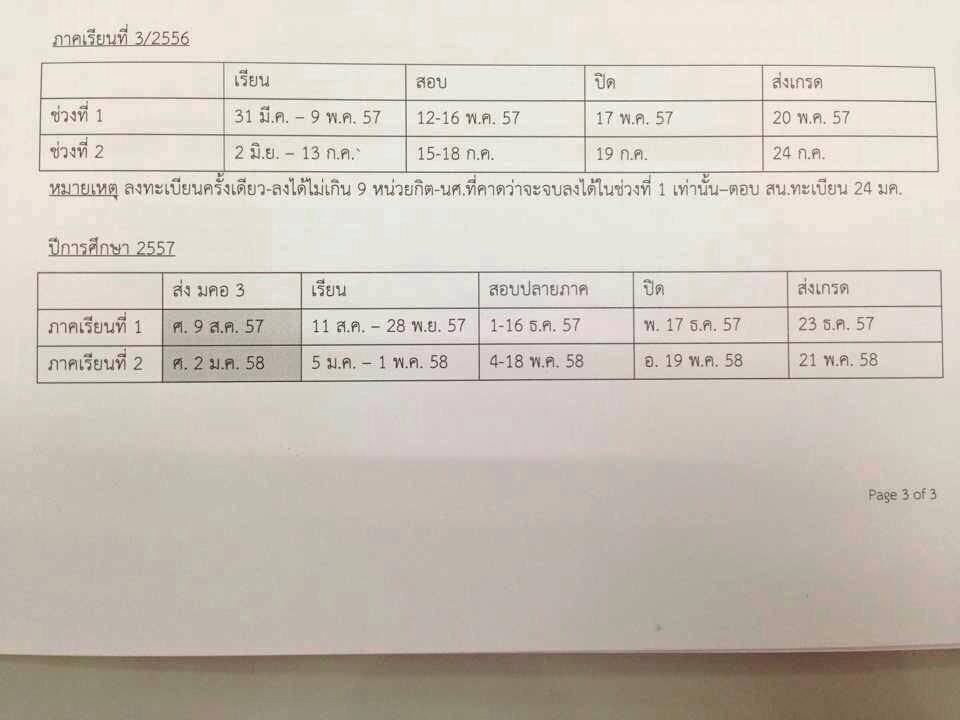 ภาคเรียนที่ 3/2556
เรียน สอบ ปิด ส่งเกรด
ช่วงที่ 1 31 มี.ค. – 9 พ.ค. 57 12-16 พ.ค. 57 17 พ.ค. 57 20 พ.ค. 57
ช่วงที่ 2 2 มิ.ย. – 13 ก.ค. 15-18 ก.ค. 19 ก.ค. 24 ก.ค.
หมายเหตุ ลงทะเบียนครั้งเดียว-ลงได้ไม่เกิน 9 หน่วยกิต-นศ.ที่คาดว่าจะจบลงได้ในช่วงที่ 1 เท่านั้น–ตอบ สน.ทะเบียน 24 มค.
ปีการศึกษา 2557
ส่ง มคอ 3 เรียน สอบปลายภาค ปิด ส่งเกรด
ภาคเรียนที่ 1 ศ. 9 ส.ค. 57 11 ส.ค. – 28 พ.ย. 57 1-16 ธ.ค. 57 พ. 17 ธ.ค. 57 23 ธ.ค. 57
ภาคเรียนที่ 2 ศ. 2 ม.ค. 58 5 ม.ค. – 1 พ.ค. 58 4-18 พ.ค. 58 อ. 19 พ.ค. 58 21 พ.ค. 58
Page 3 of 3